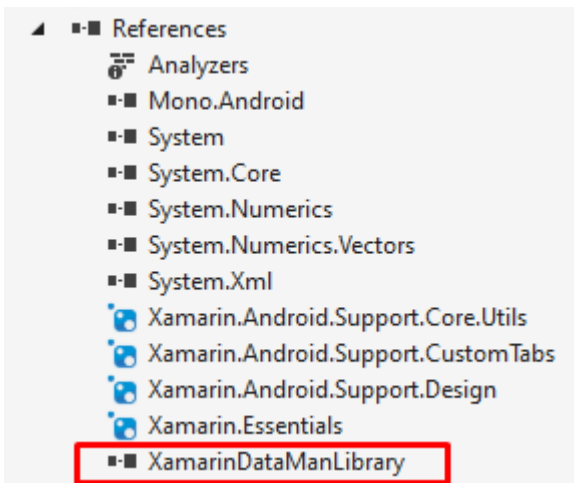 References
Analyzers
Mono.Android
System
System.Core
System.Numerics
System.Numerics.Vectors
System.Xml
Xamarin.Android.Support.Core.Utils
Xamarin.Android.Support.CustomTabs
Xamarin.Android.Support.Design
Xamarin.Essentials
XamarinDataManLibrary